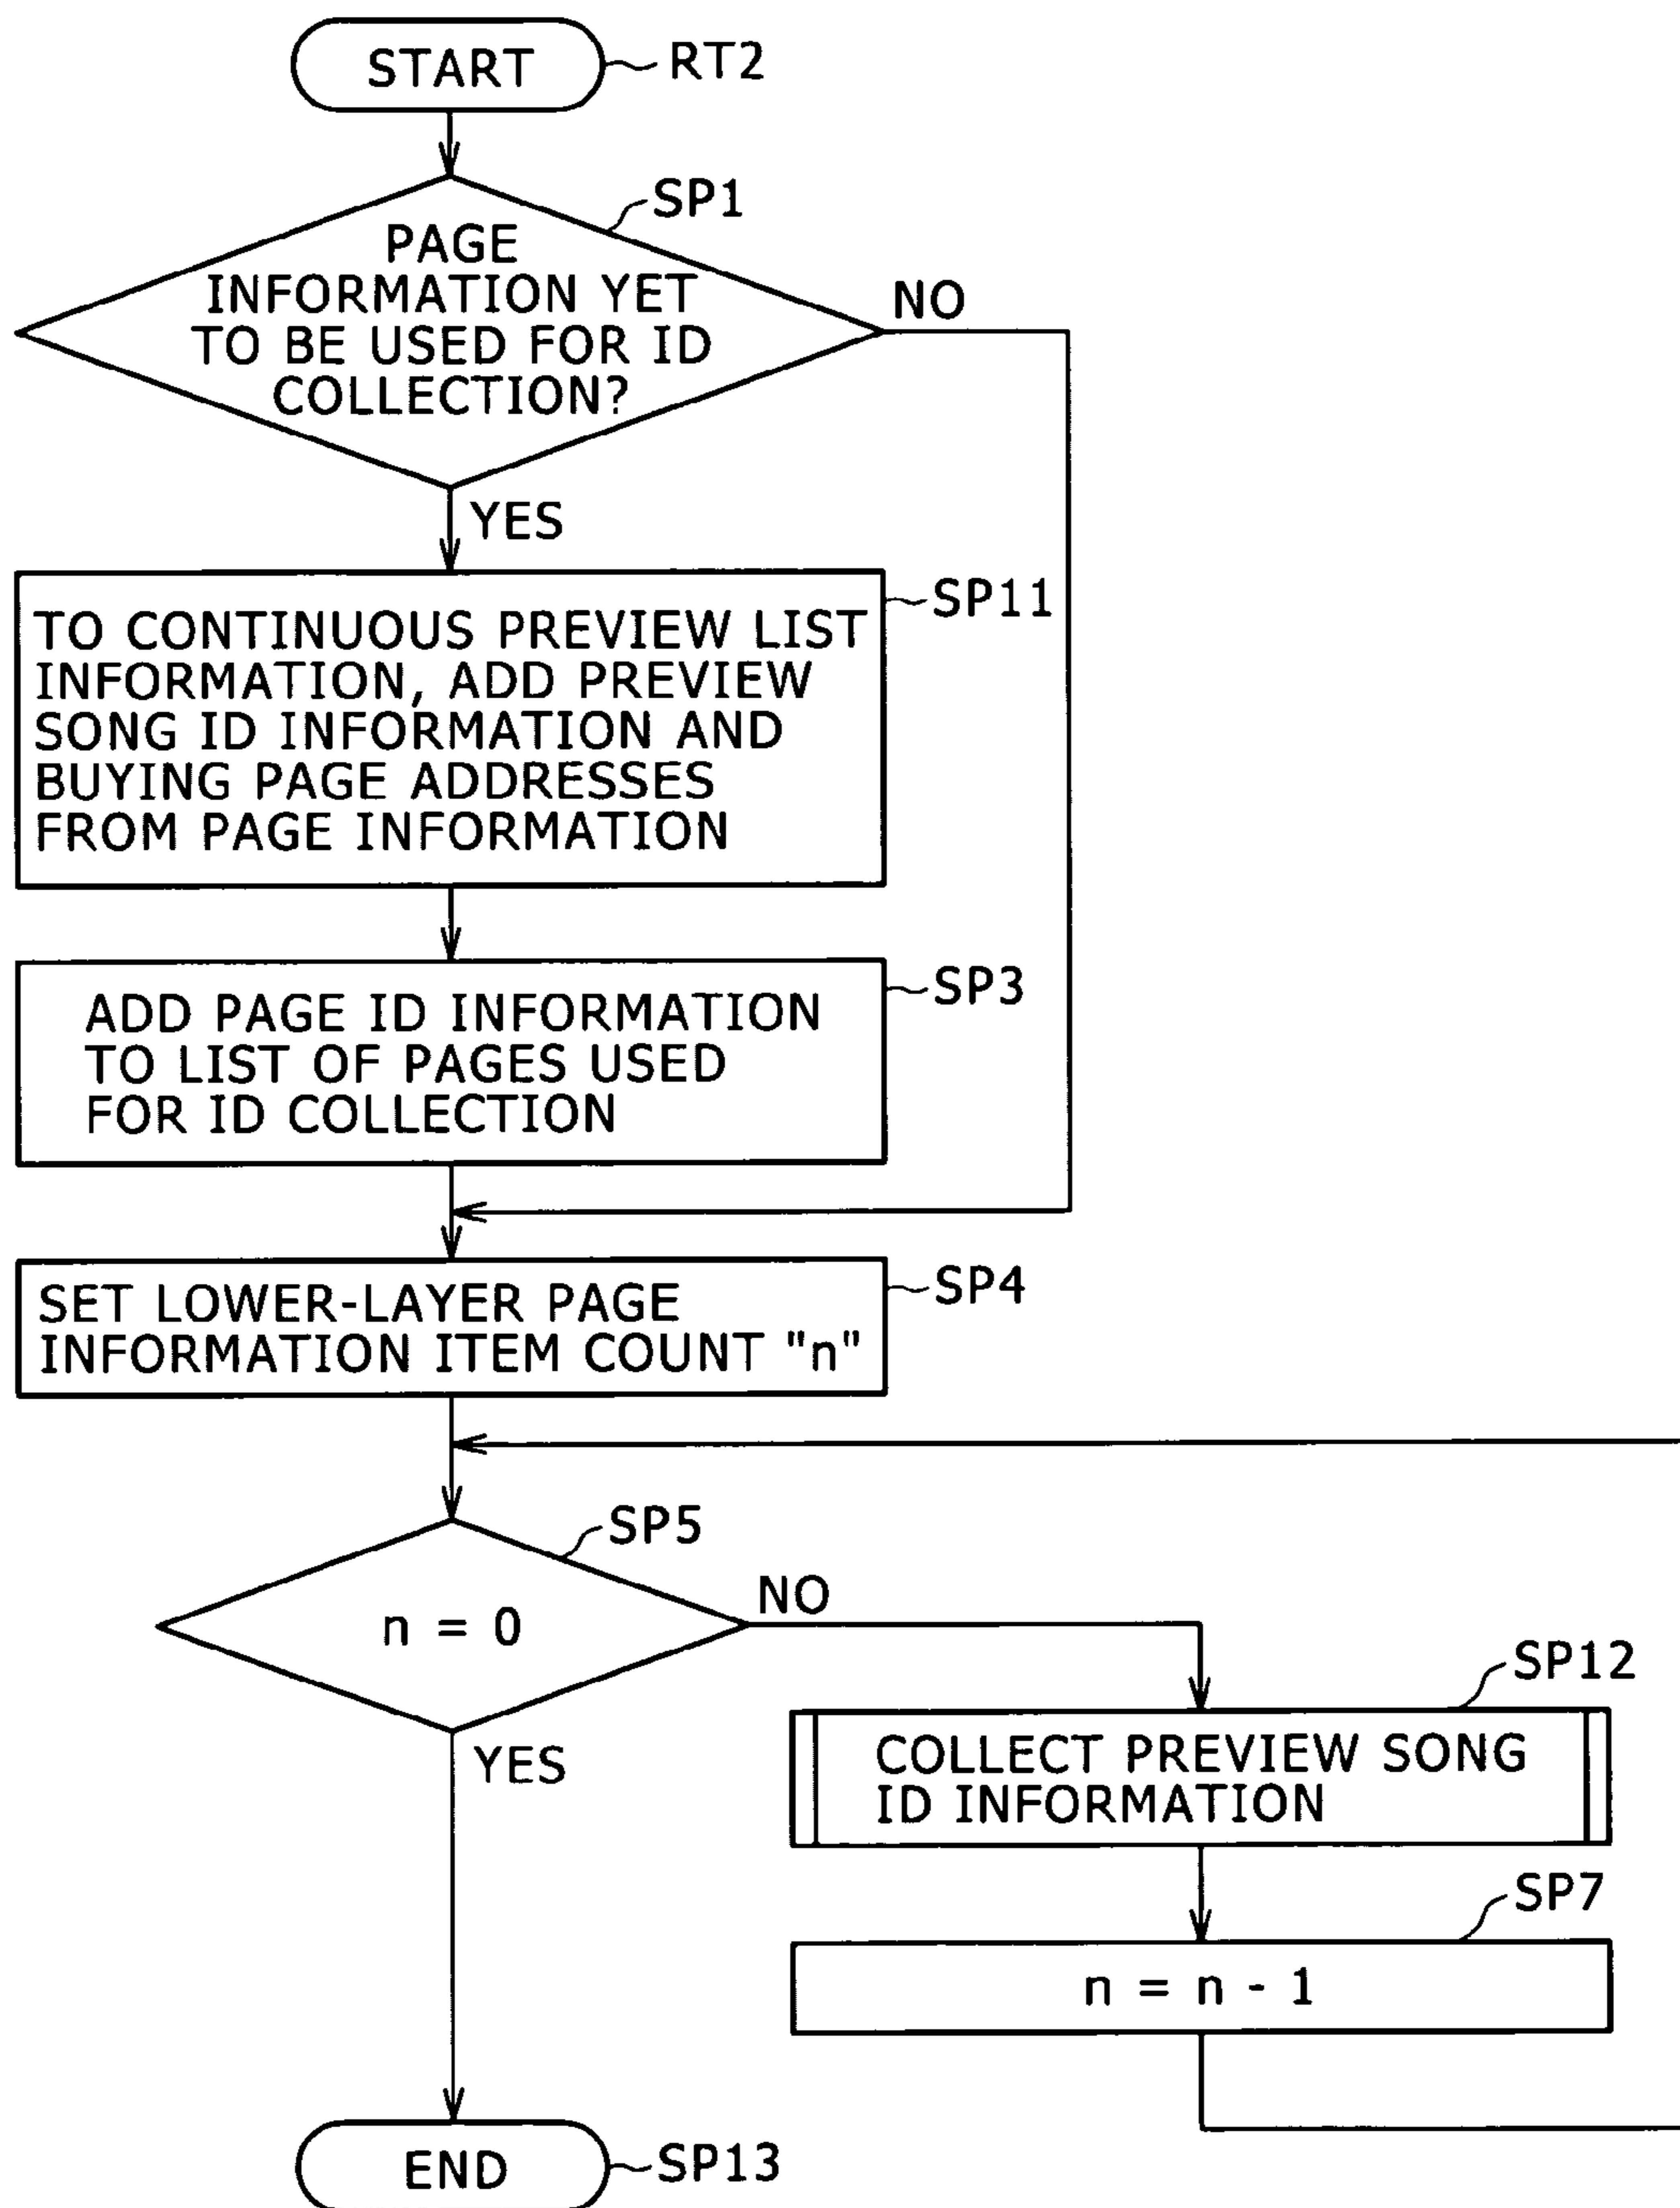 START
RT2
SP1
PAGE
INFORMATION YET
TO BE USED FOR ID
COLLECTION?
NO
YES
SP11
TO CONTINUOUS PREVIEW LIST
INFORMATION, ADD PREVIEW
SONG ID INFORMATION AND
BUYING PAGE ADDRESSES
FROM PAGE INFORMATION
SP3
ADD PAGE ID INFORMATION
TO LIST OF PAGES USED
FOR ID COLLECTION
SP4
SET LOWER-LAYER PAGE
INFORMATION ITEM COUNT "n"
SP5
n = 0
NO
YES
SP12
COLLECT PREVIEW SONG
ID INFORMATION
SP7
n = n - 1
END
SP13